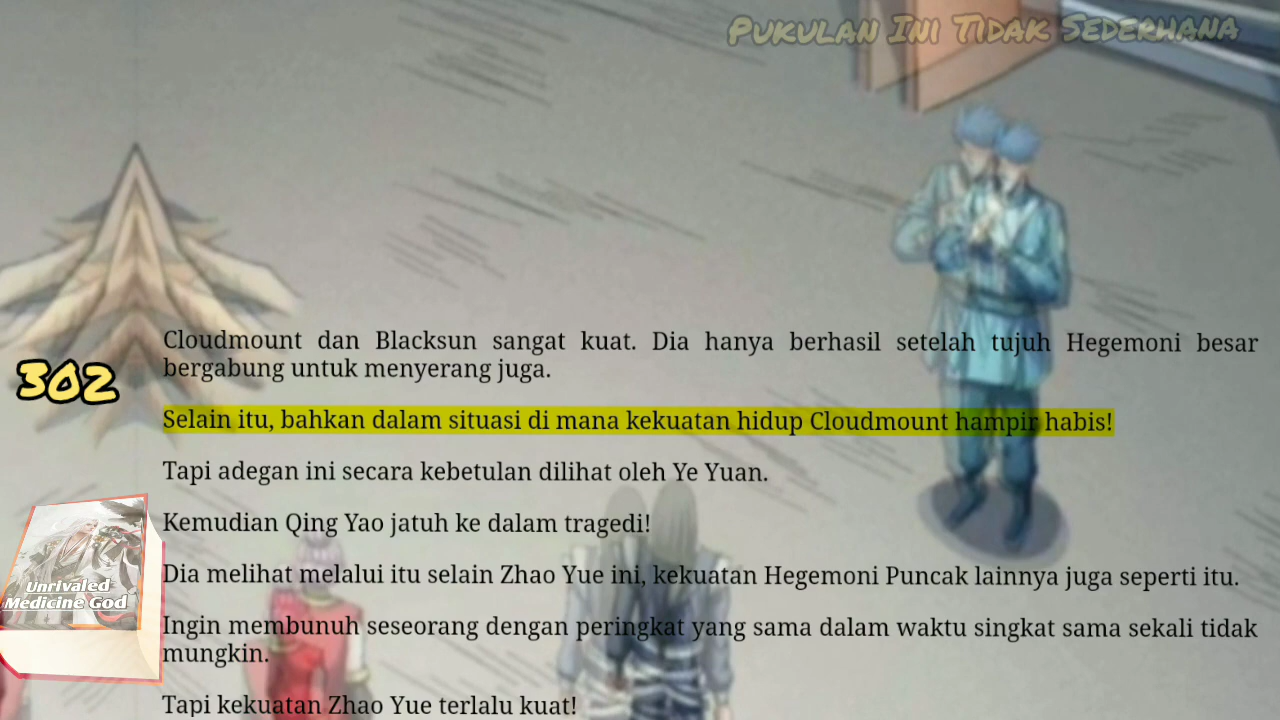 Pukulan Ini Tidak Sederhana
Cloudmount dan Blacksun sangat kuat. Dia hanya berhasil setelah tujuh Hegemoni besar
bergabung untuk menyerang juga.
302
Selain itu, bahkan dalam situasi di mana kekuatan hidup Cloudmount hampir habis!
Tapi adegan ini secara kebetulan dilihat oleh Ye Yuan.
Kemudian Qing Yao jatuh ke dalam tragedi!
Dia melihat melalui itu selain Zhao Yue ini, kekuatan Hegemoni Puncak lainnya juga seperti itu.
Unrivaled
Medicine God
Ingin membunuh seseorang dengan peringkat yang sama dalam waktu singkat sama sekali tidak
mungkin.
Tapi kekuatan Zhao Yue terlalu kuat!